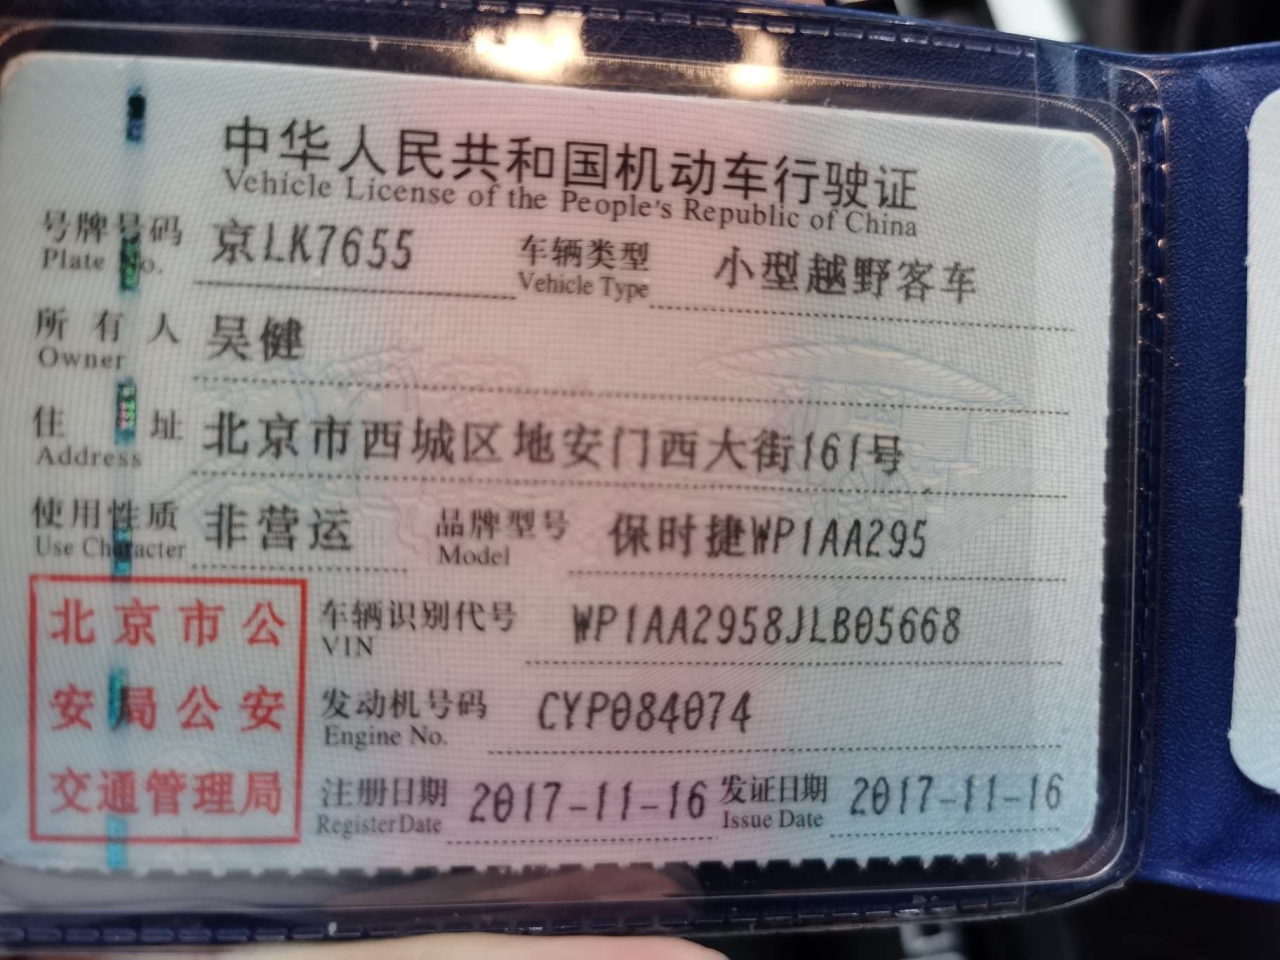 中华人民共和国机动车行驶证
Vehicle License of the People's Republic of China
号牌号码 京LK7655 车辆类型 小型越野客车
Plate No. Vehicle Type
所有人 吴健
Owner
住址 北京市西城区地安门西大街161号
Address
使用性质 非营运 品牌型号 保时捷WP1AA295
Use Character Model
北京市公 车辆识别代号 WP1AA2958JLB05668
VIN
安局公安 发动机号码 CYP084074
Engine No.
交通管理局 注册日期 2017-11-16 发证日期 2017-11-16
Register Date Issue Date